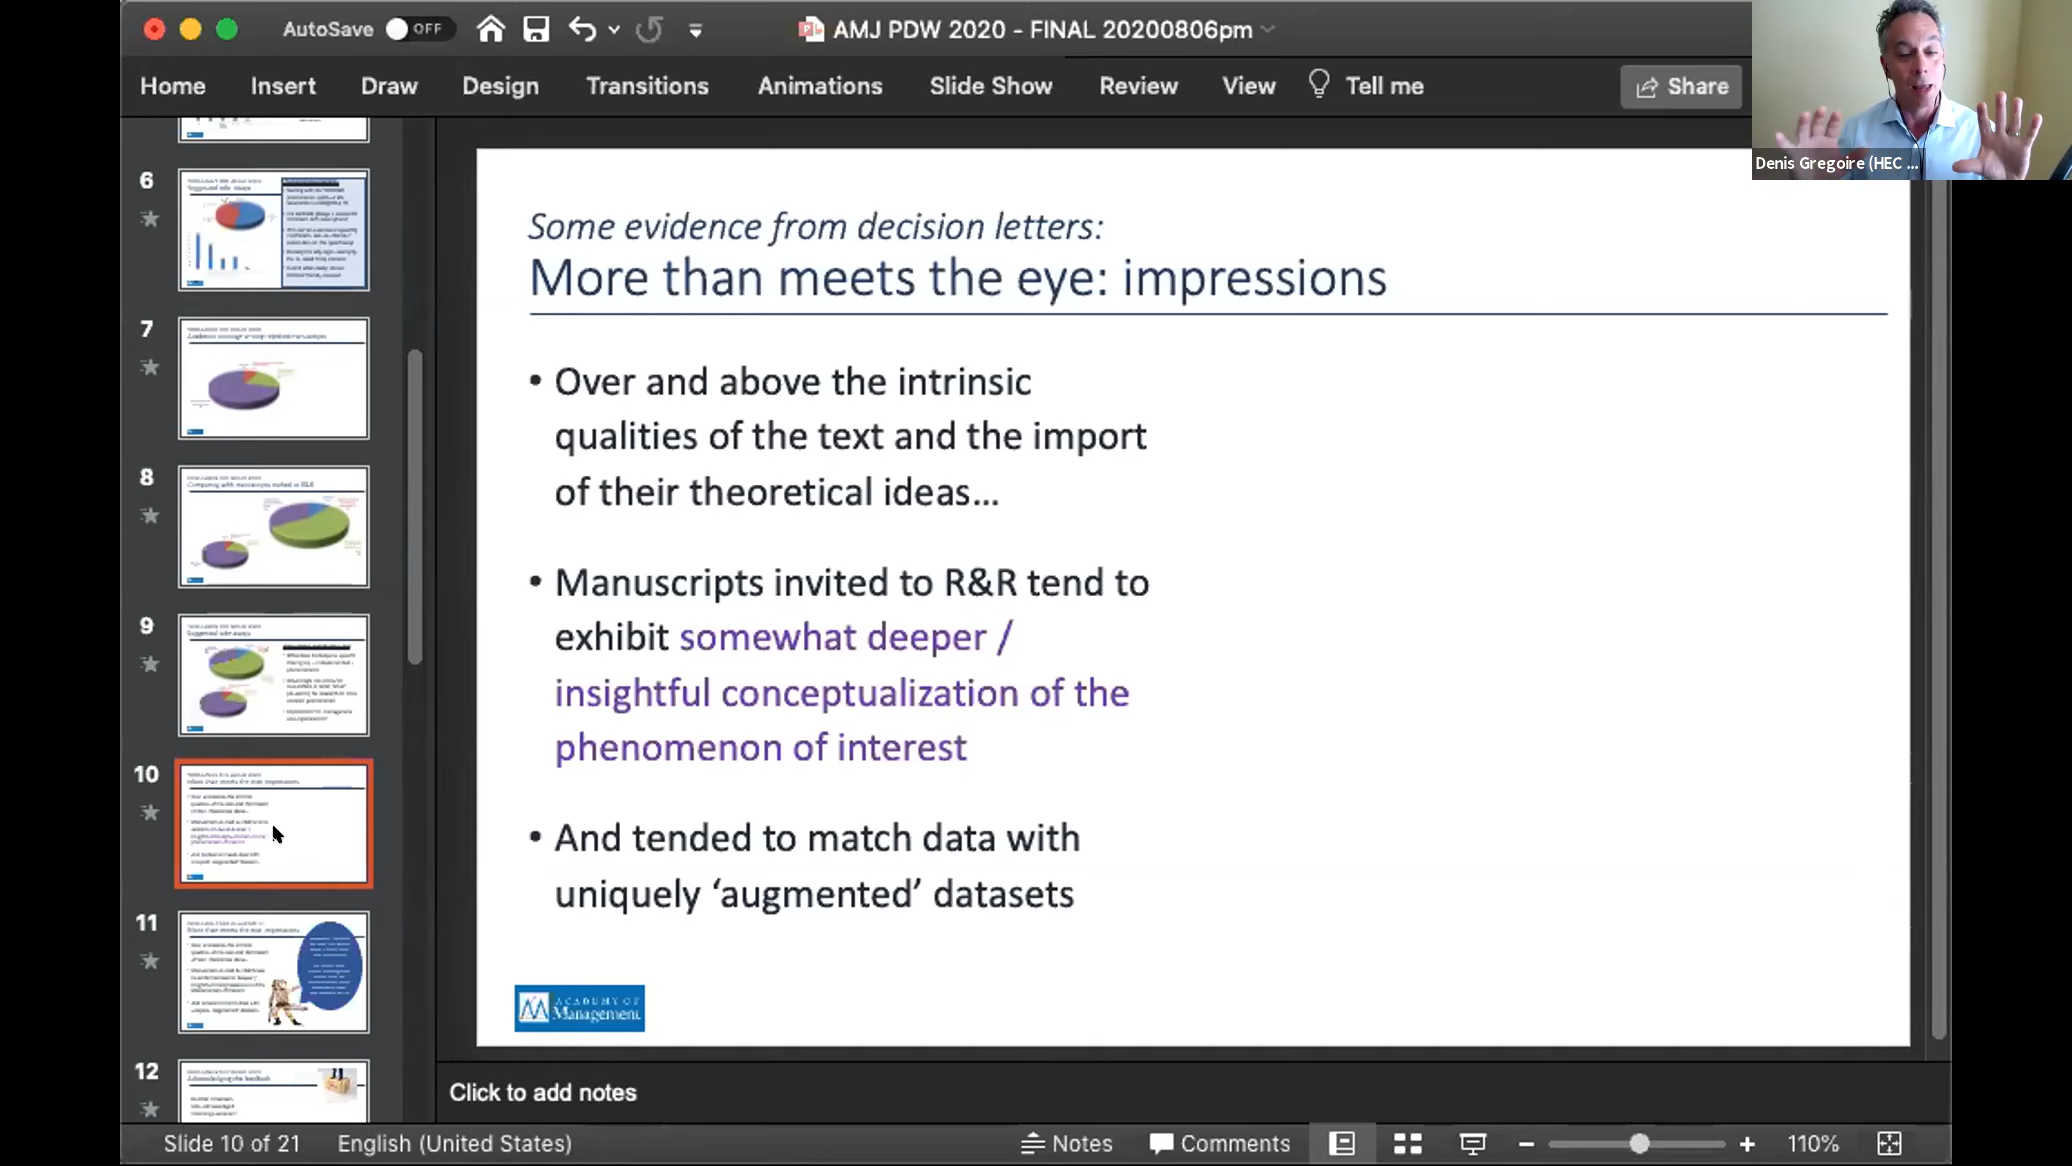 AutoSave OFF
AMJ PDW 2020 - FINAL 20200806pm
Home Insert Draw Design Transitions Animations Slide Show Review View Tell me Share
Denis Gregoire (HEC ...
6
7
8
9
10
11
12
Some evidence from decision letters:
More than meets the eye: impressions
• Over and above the intrinsic
qualities of the text and the import
of their theoretical ideas...
• Manuscripts invited to R&R tend to
exhibit somewhat deeper /
insightful conceptualization of the
phenomenon of interest
• And tended to match data with
uniquely ‘augmented’ datasets
ACADEMY OF
Management
Click to add notes
Slide 10 of 21 English (United States) Notes Comments 110%